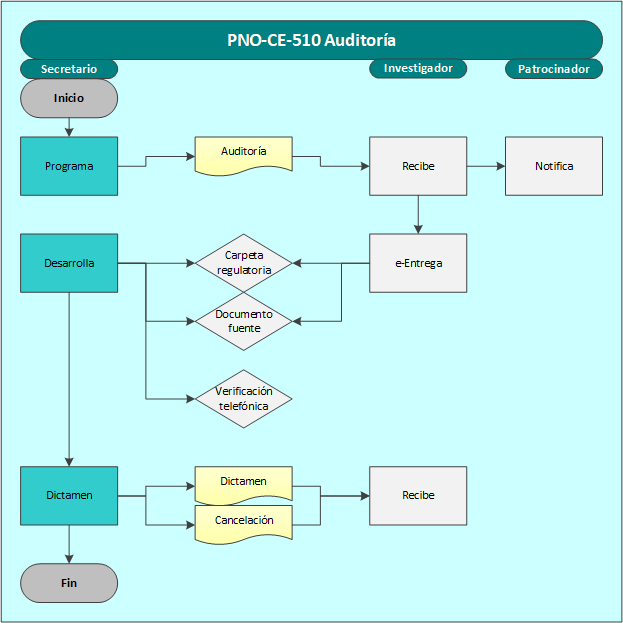 PNO-CE-510 Auditoría
Secretario
Investigador
Patrocinador
Inicio
Programa
Auditoría
Recibe
Notifica
Desarrolla
Carpeta
regulatoria
e-Entrega
Documento
fuente
Verificación
telefónica
Dictamen
Dictamen
Cancelación
Recibe
Fin